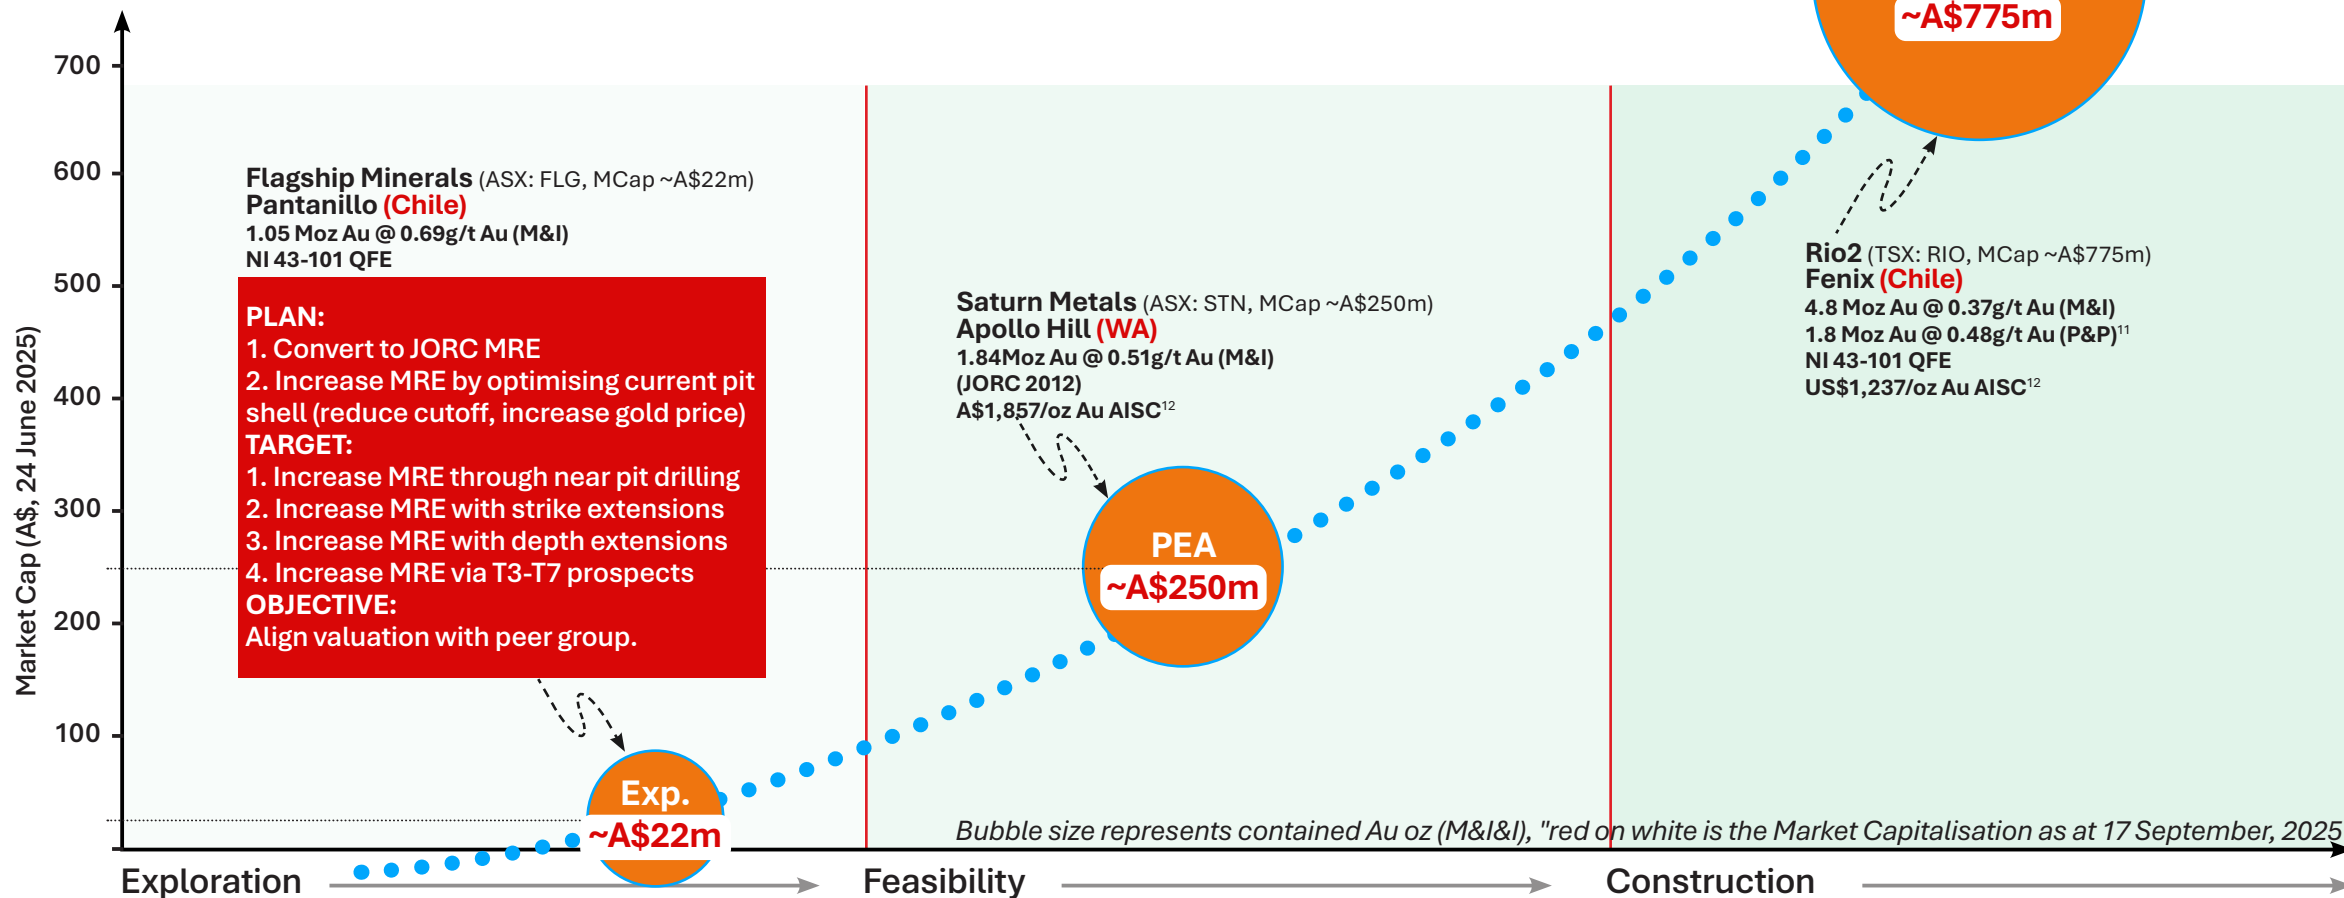 ~A$775m
700
600
500
400
300
200
100
Market Cap (A$, 24 June 2025)
Flagship Minerals (ASX: FLG, MCap ~A$22m)
Pantanillo (Chile)
1.05 Moz Au @ 0.69g/t Au (M&I)
NI 43-101 QFE
PLAN:
1. Convert to JORC MRE
2. Increase MRE by optimising current pit
shell (reduce cutoff, increase gold price)
TARGET:
1. Increase MRE through near pit drilling
2. Increase MRE with strike extensions
3. Increase MRE with depth extensions
4. Increase MRE via T3-T7 prospects
OBJECTIVE:
Align valuation with peer group.
Exp.
~A$22m
Saturn Metals (ASX: STN, MCap ~A$250m)
Apollo Hill (WA)
1.84Moz Au @ 0.51g/t Au (M&I)
(JORC 2012)
A$1,857/oz Au AISC¹²
PEA
~A$250m
Rio2 (TSX: RIO, MCap ~A$775m)
Fenix (Chile)
4.8 Moz Au @ 0.37g/t Au (M&I)
1.8 Moz Au @ 0.48g/t Au (P&P)¹¹
NI 43-101 QFE
US$1,237/oz Au AISC¹²
Bubble size represents contained Au oz (M&I&I), "red on white is the Market Capitalisation as at 17 September, 2025
Exploration
Feasibility
Construction